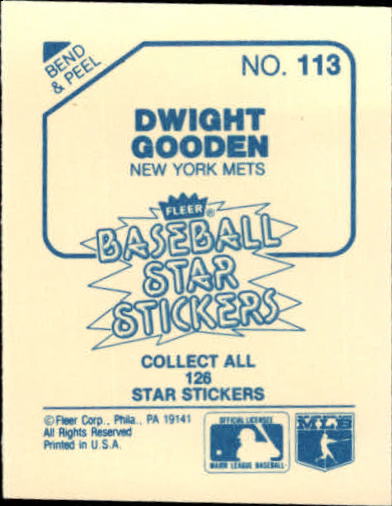 BEND
& PEEL
NO. 113
DWIGHT
GOODEN
NEW YORK METS
FLEER®
BASEBALL
STAR
STICKERS
COLLECT ALL
126
STAR STICKERS
© Fleer Corp., Phila., PA 19141
All Rights Reserved
Printed in U.S.A.
OFFICIAL LICENSEE
MAJOR LEAGUE BASEBALL
MLB